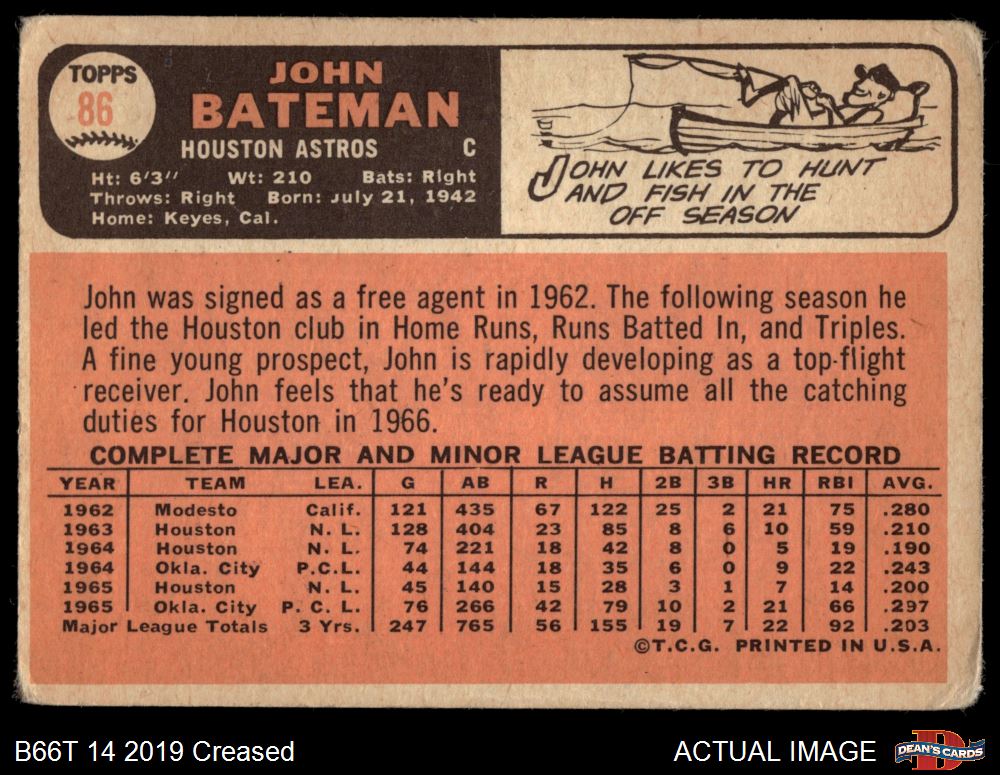 TOPPS
86
JOHN
BATEMAN
HOUSTON ASTROS C
Ht: 6'3" Wt: 210 Bats: Right
Throws: Right Born: July 21, 1942
Home: Keyes, Cal.
JOHN LIKES TO HUNT
AND FISH IN THE
OFF SEASON
John was signed as a free agent in 1962. The following season he
led the Houston club in Home Runs, Runs Batted In, and Triples.
A fine young prospect, John is rapidly developing as a top-flight
receiver. John feels that he's ready to assume all the catching
duties for Houston in 1966.
COMPLETE MAJOR AND MINOR LEAGUE BATTING RECORD
YEAR TEAM LEA. G AB R H 2B 3B HR RBI AVG.
1962 Modesto Calif. 121 435 67 122 25 2 21 75 .280
1963 Houston N. L. 128 404 23 85 8 6 10 59 .210
1964 Houston N. L. 74 221 18 42 8 0 5 19 .190
1964 Okla. City P.C.L. 44 144 18 35 6 0 9 22 .243
1965 Houston N. L. 45 140 15 28 3 1 7 14 .200
1965 Okla. City P. C. L. 76 266 42 79 10 2 21 66 .297
Major League Totals 3 Yrs. 247 765 56 155 19 7 22 92 .203
©T.C.G. PRINTED IN U.S.A.
B66T 14 2019 Creased
ACTUAL IMAGE
D
DEAN'S CARDS